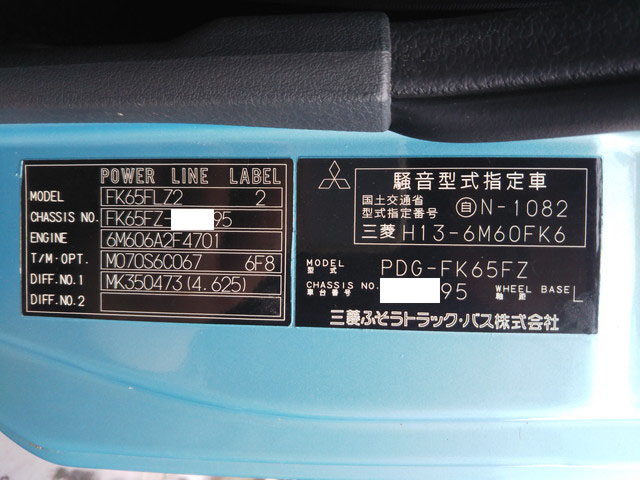 POWER LINE LABEL
MODEL FK65FLZ2 2
CHASSIS NO. FK65FZ- 95
ENGINE 6M606A2F4701
T/M・OPT. M070S6C067 6F8
DIFF.NO.1 MK350473(4.625)
DIFF.NO.2
騒音型式指定車
国土交通省
型式指定番号 自N-1082
三菱 H13-6M60FK6
MODEL
型式
PDG-FK65FZ
CHASSIS NO.
車台番号
95
WHEEL BASE
軸距
L
三菱ふそうトラック・バス株式会社